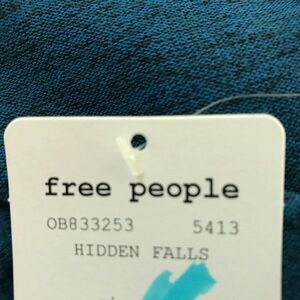 free people
OB833253 5413
HIDDEN FALLS